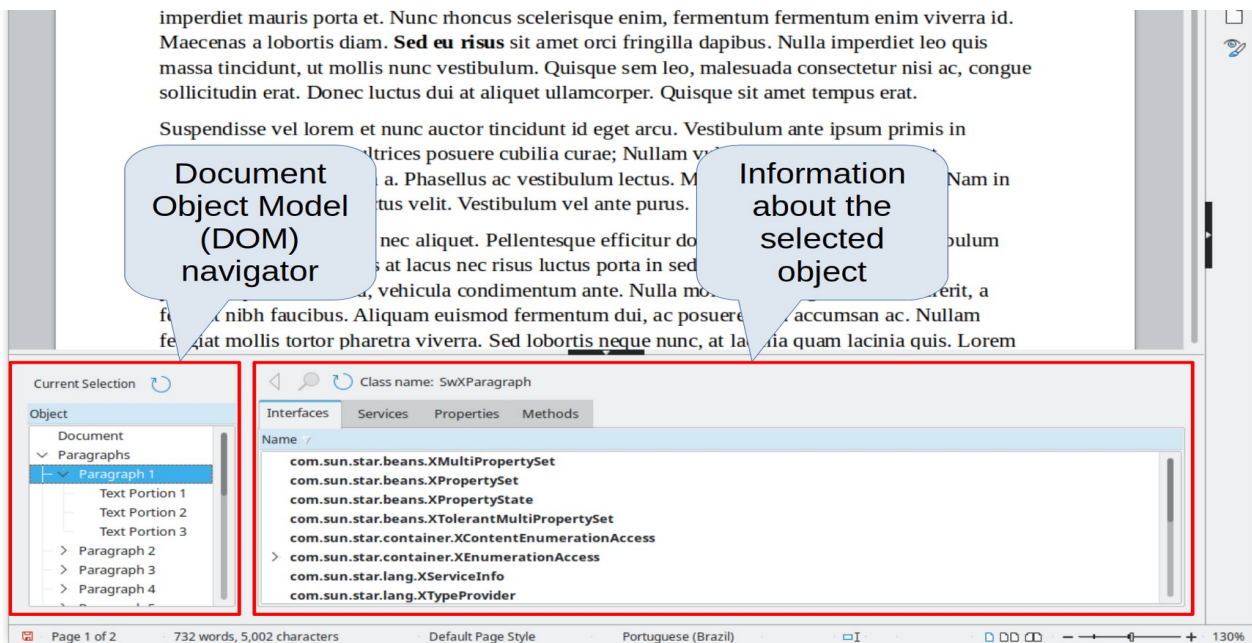 imperdiet mauris porta et. Nunc rhoncus scelerisque enim, fermentum fermentum enim viverra id.
Maecenas a lobortis diam. Sed eu risus sit amet orci fringilla dapibus. Nulla imperdiet leo quis
massa tincidunt, ut mollis nunc vestibulum. Quisque sem leo, malesuada consectetur nisi ac, congue
sollicitudin erat. Donec luctus dui at aliquet ullamcorper. Quisque sit amet tempus erat.
Suspendisse vel lorem et nunc auctor tincidunt id eget arcu. Vestibulum ante ipsum primis in
posuere cubilia curae; Nullam
a. Phasellus ac vestibulum lectus. Nam in
velit. Vestibulum vel ante purus.
nec aliquet. Pellentesque efficitur
at lacus nec risus luctus porta in
vehicula condimentum ante. Nulla a
nibh faucibus. Aliquam euismod fermentum dui, ac accumsan ac. Nullam
mollis tortor pharetra viverra. Sed lobortis neque nunc, at quam lacinia quis. Lorem
Document
Object Model
(DOM)
navigator
Information
about the
selected
object
Current Selection
Object
Document
Paragraphs
Paragraph 1
Text Portion 1
Text Portion 2
Text Portion 3
Paragraph 2
Paragraph 3
Paragraph 4
Class name: SwXParagraph
Interfaces Services Properties Methods
Name
com.sun.star.beans.XMultiPropertySet
com.sun.star.beans.XPropertySet
com.sun.star.beans.XPropertyState
com.sun.star.beans.XTolerantMultiPropertySet
com.sun.star.container.XContentEnumerationAccess
com.sun.star.container.XEnumerationAccess
com.sun.star.lang.XServiceInfo
com.sun.star.lang.XTypeProvider
Page 1 of 2 732 words, 5,002 characters Default Page Style Portuguese (Brazil) 130%